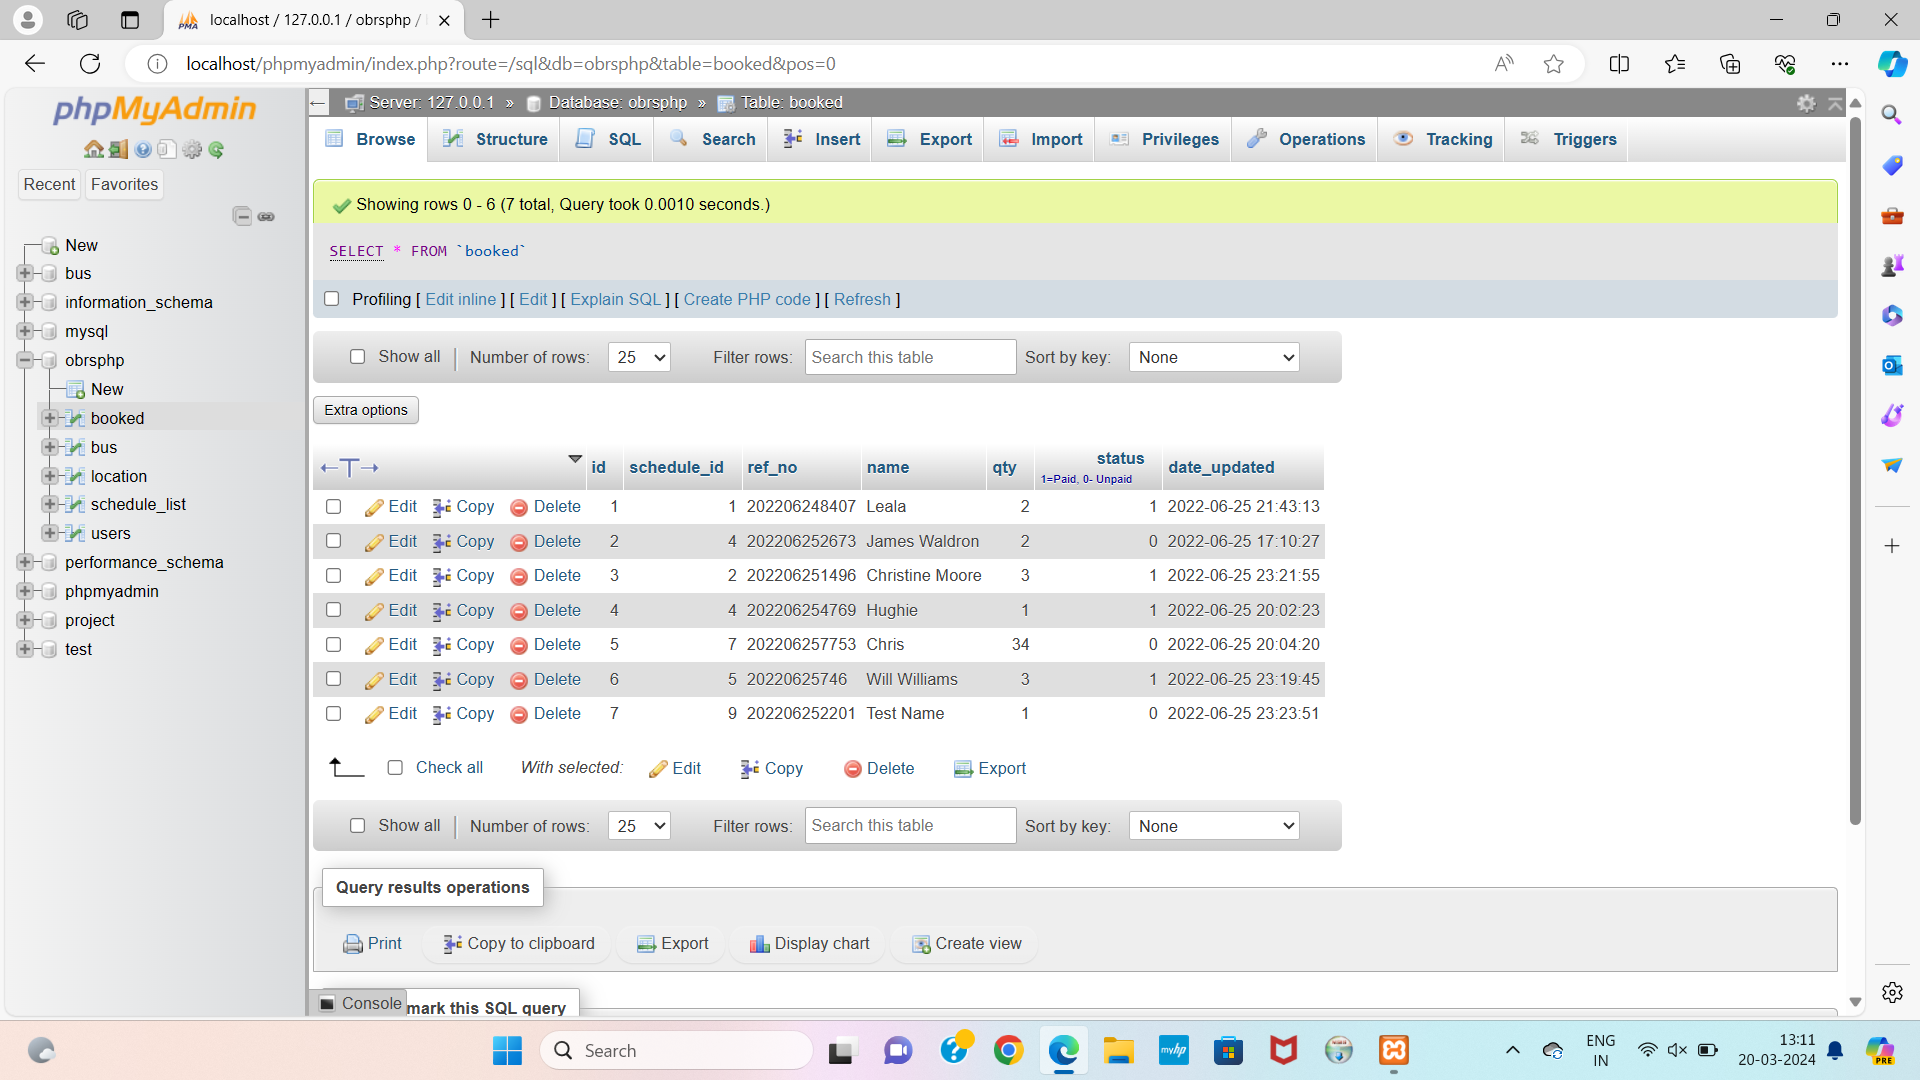 localhost / 127.0.0.1 / obrsphp /
localhost/phpmyadmin/index.php?route=/sql&db=obrsphp&table=booked&pos=0
phpMyAdmin
Recent Favorites
New
bus
information_schema
mysql
obrsphp
New
booked
bus
location
schedule_list
users
performance_schema
phpmyadmin
project
test
Server: 127.0.0.1 » Database: obrsphp » Table: booked
Browse Structure SQL Search Insert Export Import Privileges Operations Tracking Triggers
Showing rows 0 - 6 (7 total, Query took 0.0010 seconds.)
SELECT * FROM `booked`
Profiling [ Edit inline ] [ Edit ] [ Explain SQL ] [ Create PHP code ] [ Refresh ]
Show all | Number of rows: 25 Filter rows: Search this table Sort by key: None
Extra options
id schedule_id ref_no name qty status 1=Paid, 0- Unpaid date_updated
Edit Copy Delete 1 1 202206248407 Leala 2 1 2022-06-25 21:43:13
Edit Copy Delete 2 4 202206252673 James Waldron 2 0 2022-06-25 17:10:27
Edit Copy Delete 3 2 202206251496 Christine Moore 3 1 2022-06-25 23:21:55
Edit Copy Delete 4 4 202206254769 Hughie 1 1 2022-06-25 20:02:23
Edit Copy Delete 5 7 202206257753 Chris 34 0 2022-06-25 20:04:20
Edit Copy Delete 6 5 20220625746 Will Williams 3 1 2022-06-25 23:19:45
Edit Copy Delete 7 9 202206252201 Test Name 1 0 2022-06-25 23:23:51
Check all With selected: Edit Copy Delete Export
Show all | Number of rows: 25 Filter rows: Search this table Sort by key: None
Query results operations
Print Copy to clipboard Export Display chart Create view
Console
mark this SQL query
Search
myhp
ENG
IN
13:11
20-03-2024
PRE